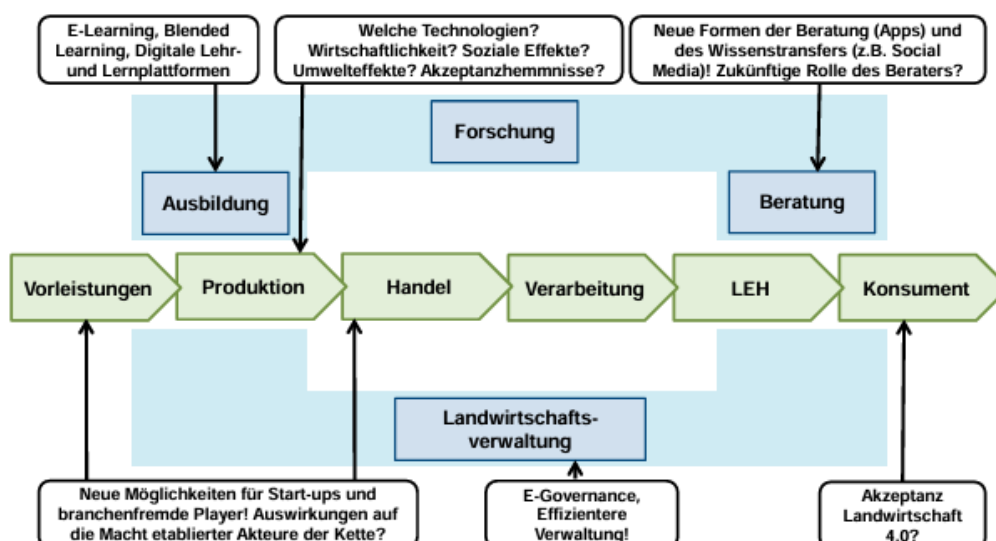 E-Learning, Blended
Learning, Digitale Lehr-
und Lernplattformen
Welche Technologien?
Wirtschaftlichkeit? Soziale Effekte?
Umwelteffekte? Akzeptanzhemmnisse?
Neue Formen der Beratung (Apps) und
des Wissenstransfers (z.B. Social
Media)! Zukünftige Rolle des Beraters?
Forschung
Ausbildung
Beratung
Vorleistungen
Produktion
Handel
Verarbeitung
LEH
Konsument
Landwirtschafts-
verwaltung
Neue Möglichkeiten für Start-ups und
branchenfremde Player! Auswirkungen auf
die Macht etablierter Akteure der Kette?
E-Governance,
Effizientere
Verwaltung!
Akzeptanz
Landwirtschaft
4.0?